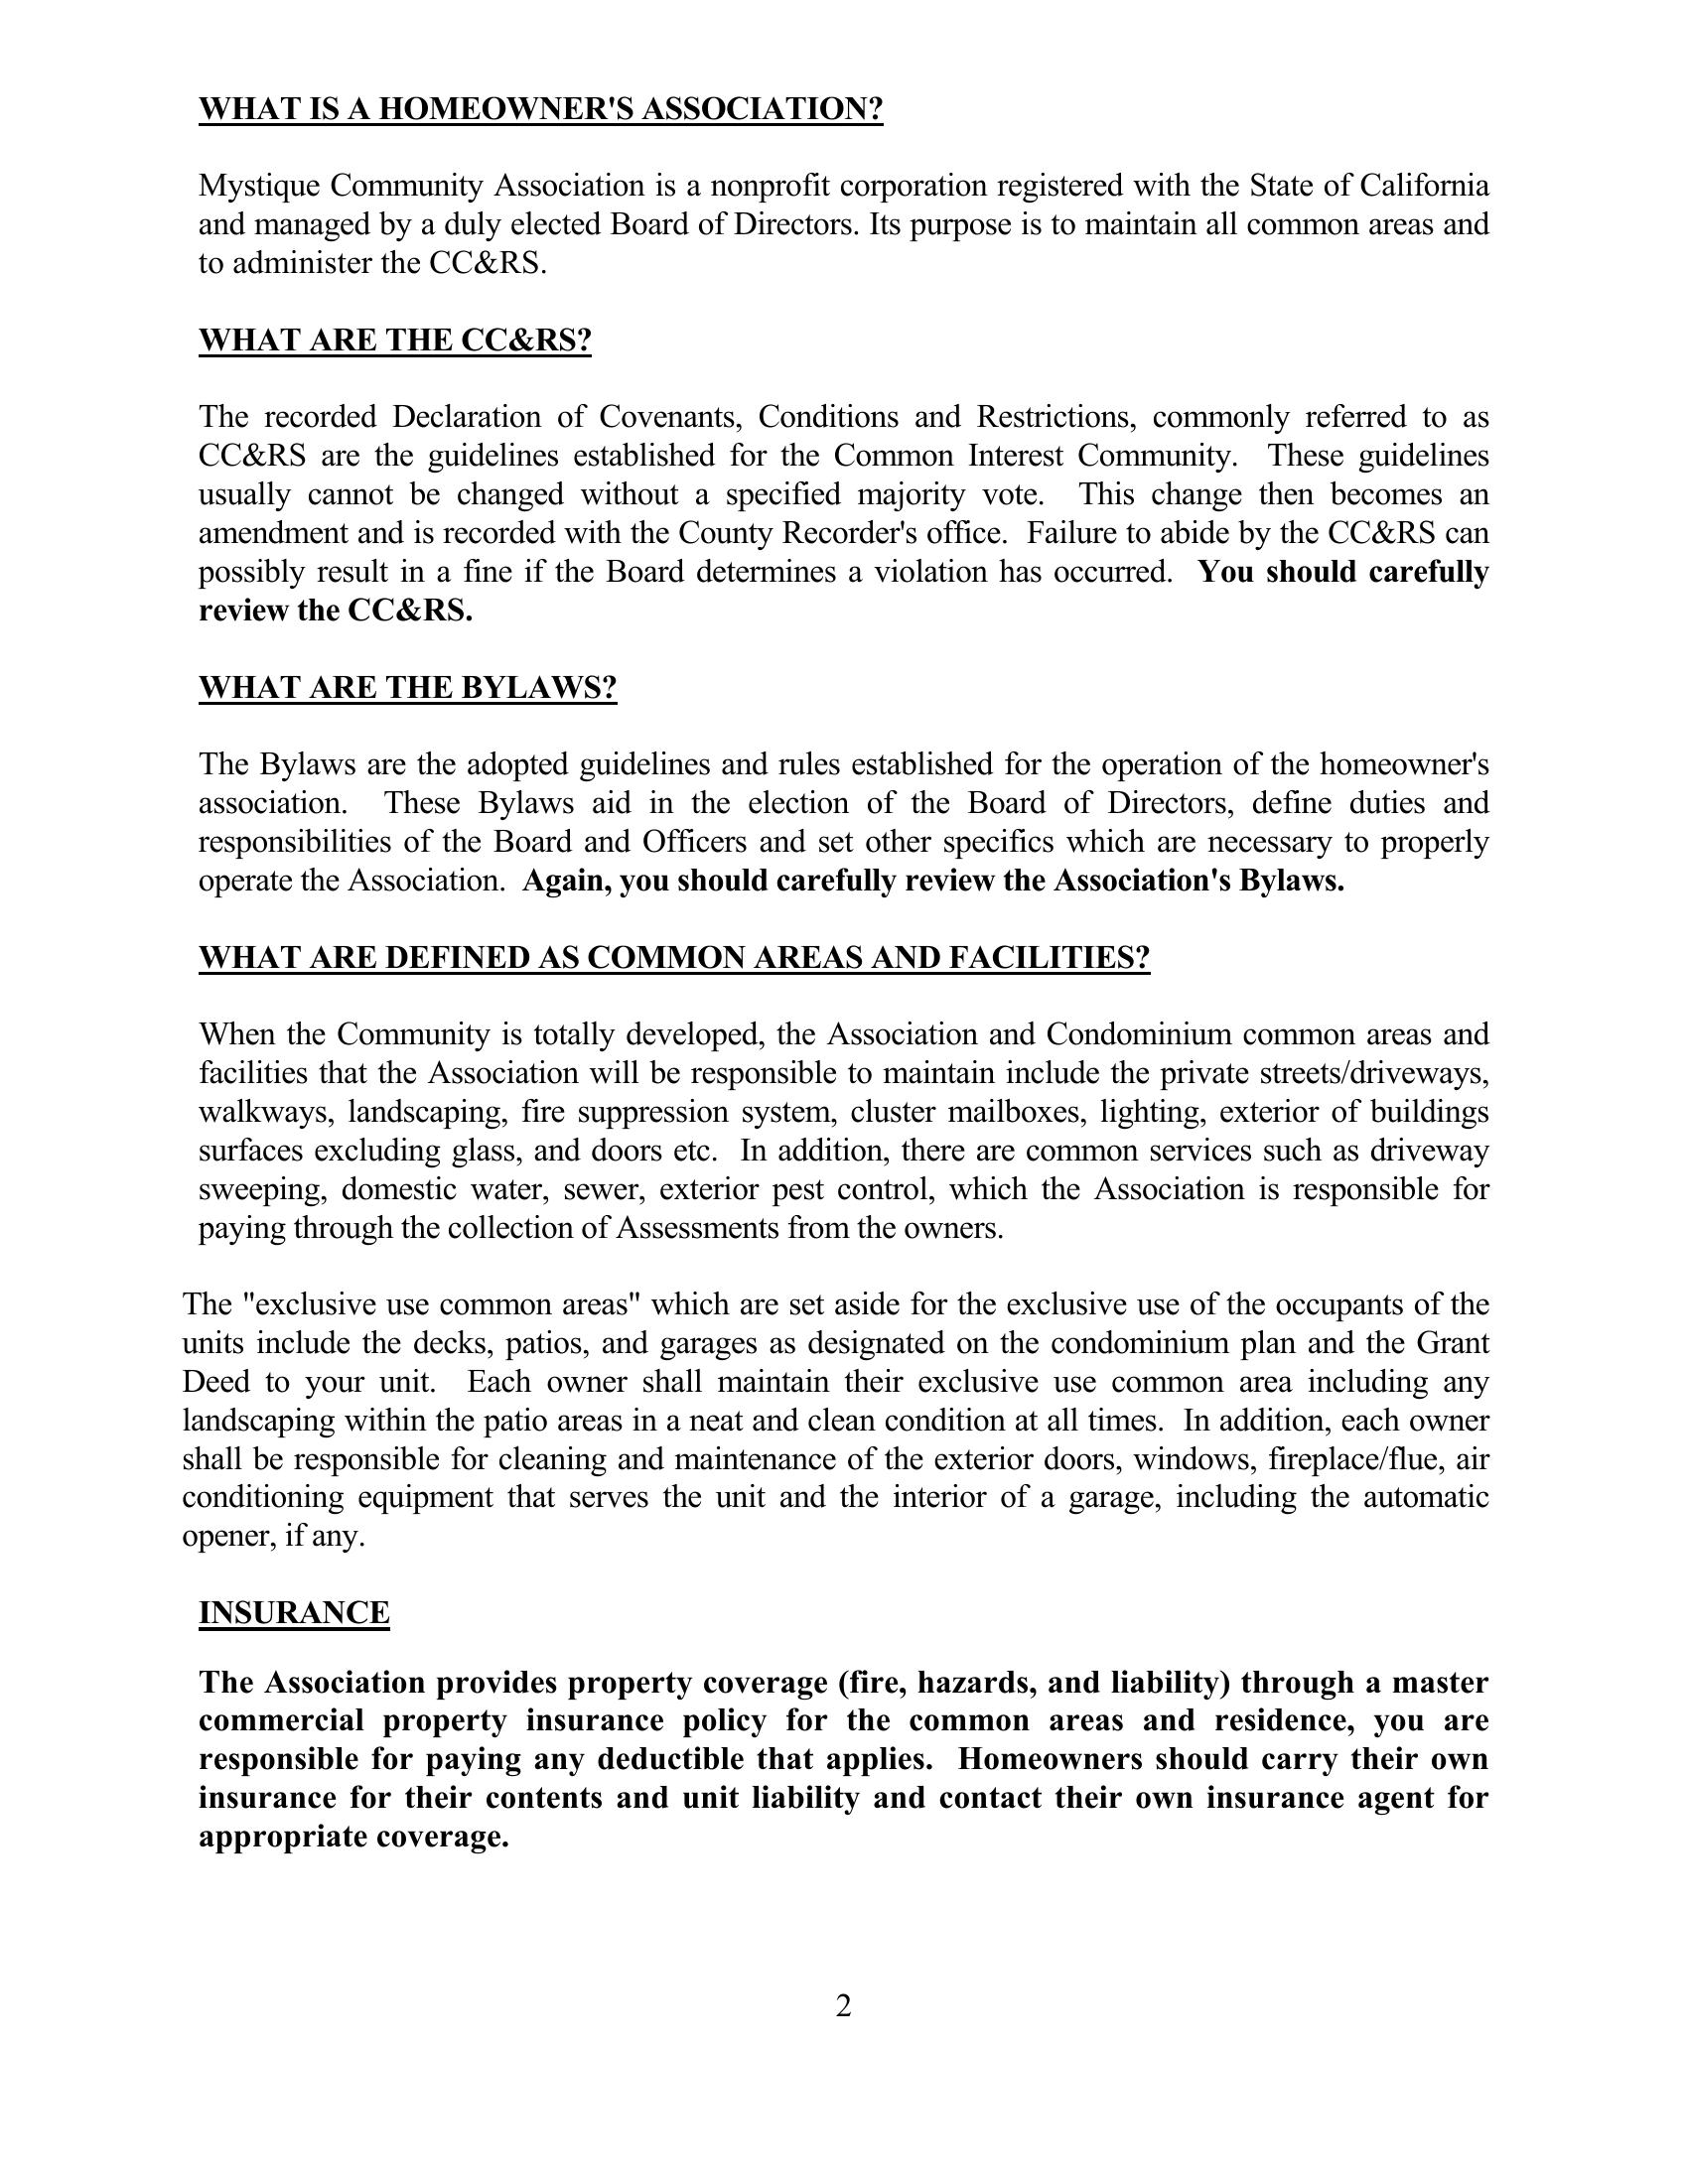 WHAT IS A HOMEOWNER'S ASSOCIATION?
Mystique Community Association is a nonprofit corporation registered with the State of California
and managed by a duly elected Board of Directors. Its purpose is to maintain all common areas and
to administer the CC&RS.
WHAT ARE THE CC&RS?
The recorded Declaration of Covenants, Conditions and Restrictions, commonly referred to as
CC&RS are the guidelines established for the Common Interest Community.  These guidelines
usually cannot be changed without a specified majority vote.  This change then becomes an
amendment and is recorded with the County Recorder's office.  Failure to abide by the CC&RS can
possibly result in a fine if the Board determines a violation has occurred.  You should carefully
review the CC&RS.
WHAT ARE THE BYLAWS?
The Bylaws are the adopted guidelines and rules established for the operation of the homeowner's
association.  These Bylaws aid in the election of the Board of Directors, define duties and
responsibilities of the Board and Officers and set other specifics which are necessary to properly
operate the Association.  Again, you should carefully review the Association's Bylaws.
WHAT ARE DEFINED AS COMMON AREAS AND FACILITIES?
When the Community is totally developed, the Association and Condominium common areas and
facilities that the Association will be responsible to maintain include the private streets/driveways,
walkways, landscaping, fire suppression system, cluster mailboxes, lighting, exterior of buildings
surfaces excluding glass, and doors etc.  In addition, there are common services such as driveway
sweeping, domestic water, sewer, exterior pest control, which the Association is responsible for
paying through the collection of Assessments from the owners.
The "exclusive use common areas" which are set aside for the exclusive use of the occupants of the
units include the decks, patios, and garages as designated on the condominium plan and the Grant
Deed to your unit.  Each owner shall maintain their exclusive use common area including any
landscaping within the patio areas in a neat and clean condition at all times.  In addition, each owner
shall be responsible for cleaning and maintenance of the exterior doors, windows, fireplace/flue, air
conditioning equipment that serves the unit and the interior of a garage, including the automatic
opener, if any.
INSURANCE
The Association provides property coverage (fire, hazards, and liability) through a master
commercial property insurance policy for the common areas and residence, you are
responsible for paying any deductible that applies.  Homeowners should carry their own
insurance for their contents and unit liability and contact their own insurance agent for
appropriate coverage.
2